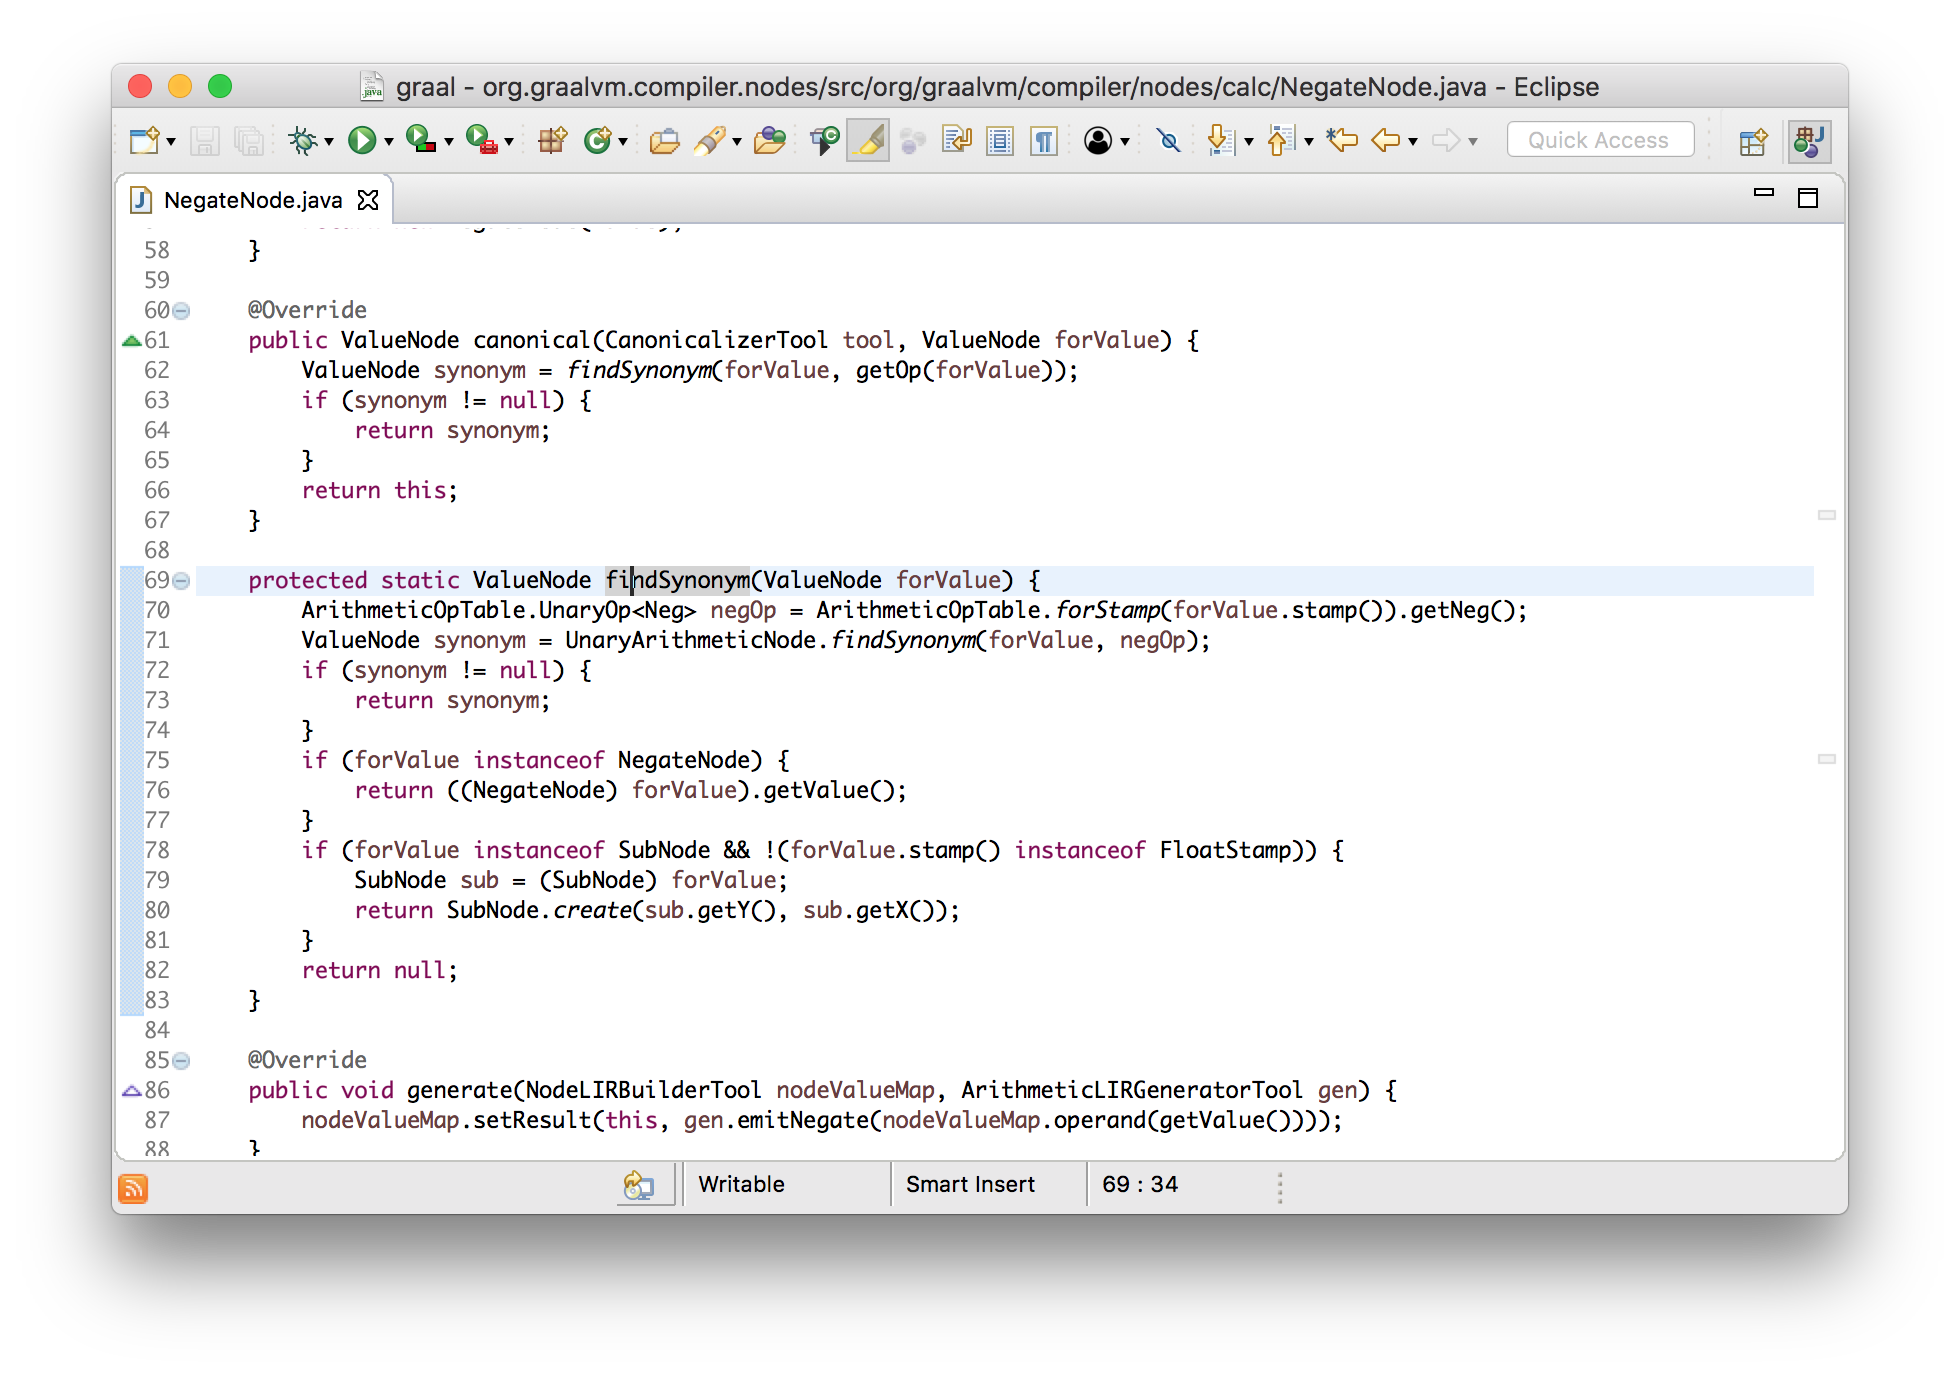 graal - org.graalvm.compiler.nodes/src/org/graalvm/compiler/nodes/calc/NegateNode.java - Eclipse
Quick Access
NegateNode.java
58     }
59
60     @Override
61     public ValueNode canonical(CanonicalizerTool tool, ValueNode forValue) {
62         ValueNode synonym = findSynonym(forValue, getOp(forValue));
63         if (synonym != null) {
64             return synonym;
65         }
66         return this;
67     }
68
69     protected static ValueNode findSynonym(ValueNode forValue) {
70         ArithmeticOpTable.UnaryOp<Neg> negOp = ArithmeticOpTable.forStamp(forValue.stamp()).getNeg();
71         ValueNode synonym = UnaryArithmeticNode.findSynonym(forValue, negOp);
72         if (synonym != null) {
73             return synonym;
74         }
75         if (forValue instanceof NegateNode) {
76             return ((NegateNode) forValue).getValue();
77         }
78         if (forValue instanceof SubNode && !(forValue.stamp() instanceof FloatStamp)) {
79             SubNode sub = (SubNode) forValue;
80             return SubNode.create(sub.getY(), sub.getX());
81         }
82         return null;
83     }
84
85     @Override
86     public void generate(NodeLIRBuilderTool nodeValueMap, ArithmeticLIRGeneratorTool gen) {
87         nodeValueMap.setResult(this, gen.emitNegate(nodeValueMap.operand(getValue())));
88     }
Writable Smart Insert 69 : 34